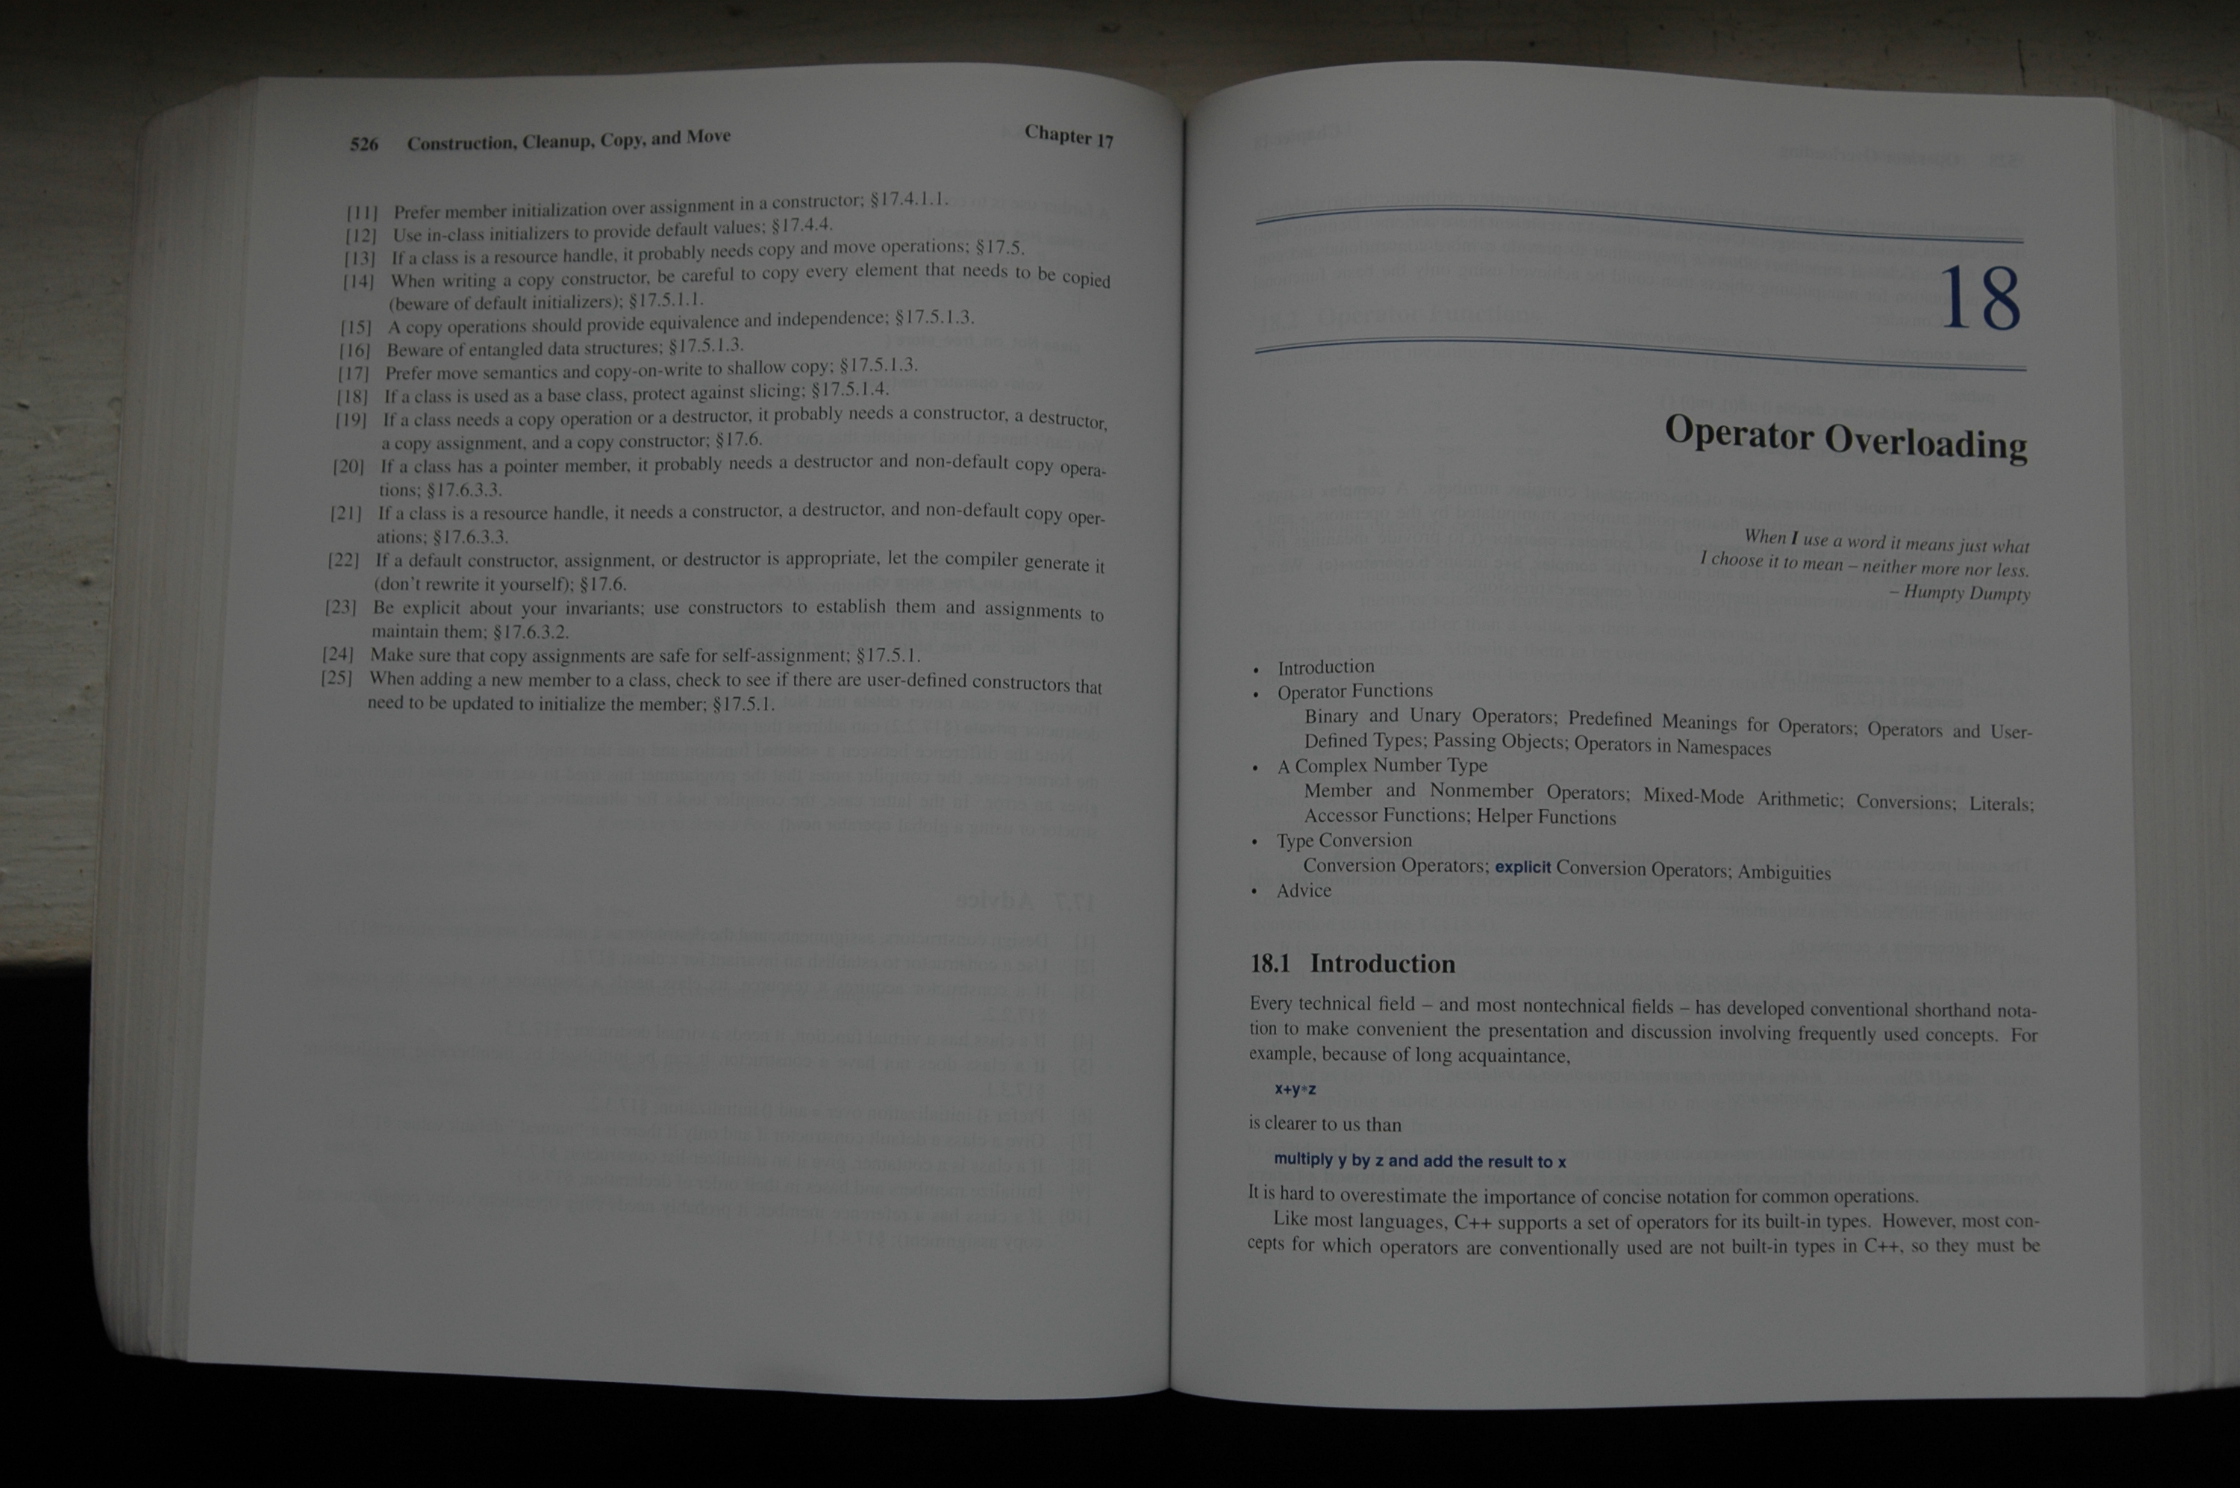 526 Construction, Cleanup, Copy, and Move Chapter 17
[11] Prefer member initialization over assignment in a constructor; §17.4.1.1.
[12] Use in-class initializers to provide default values; §17.4.4.
[13] If a class is a resource handle, it probably needs copy and move operations; §17.5.
[14] When writing a copy constructor, be careful to copy every element that needs to be copied
(beware of default initializers); §17.5.1.1.
[15] A copy operations should provide equivalence and independence; §17.5.1.3.
[16] Beware of entangled data structures; §17.5.1.3.
[17] Prefer move semantics and copy-on-write to shallow copy; §17.5.1.3.
[18] If a class is used as a base class, protect against slicing; §17.5.1.4.
[19] If a class needs a copy operation or a destructor, it probably needs a constructor, a destructor,
a copy assignment, and a copy constructor; §17.6.
[20] If a class has a pointer member, it probably needs a destructor and non-default copy opera-
tions; §17.6.3.3.
[21] If a class is a resource handle, it needs a constructor, a destructor, and non-default copy oper-
ations; §17.6.3.3.
[22] If a default constructor, assignment, or destructor is appropriate, let the compiler generate it
(don't rewrite it yourself); §17.6.
[23] Be explicit about your invariants; use constructors to establish them and assignments to
maintain them; §17.6.3.2.
[24] Make sure that copy assignments are safe for self-assignment; §17.5.1.
[25] When adding a new member to a class, check to see if there are user-defined constructors that
need to be updated to initialize the member; §17.5.1.
18
Operator Overloading
When I use a word it means just what
I choose it to mean – neither more nor less.
– Humpty Dumpty
• Introduction
• Operator Functions
Binary and Unary Operators; Predefined Meanings for Operators; Operators and User-
Defined Types; Passing Objects; Operators in Namespaces
• A Complex Number Type
Member and Nonmember Operators; Mixed-Mode Arithmetic; Conversions; Literals;
Accessor Functions; Helper Functions
• Type Conversion
Conversion Operators; explicit Conversion Operators; Ambiguities
• Advice
18.1 Introduction
Every technical field – and most nontechnical fields – has developed conventional shorthand nota-
tion to make convenient the presentation and discussion involving frequently used concepts. For
example, because of long acquaintance,
x+y*z
is clearer to us than
multiply y by z and add the result to x
It is hard to overestimate the importance of concise notation for common operations.
Like most languages, C++ supports a set of operators for its built-in types. However, most con-
cepts for which operators are conventionally used are not built-in types in C++, so they must be